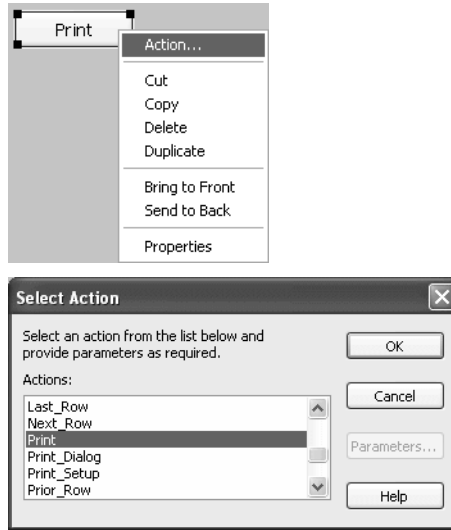 Print
Action...
Cut
Copy
Delete
Duplicate
Bring to Front
Send to Back
Properties
Select Action
Select an action from the list below and
provide parameters as required.
OK
Actions:
Cancel
Last_Row
Next_Row
Print
Parameters...
Print_Dialog
Print_Setup
Prior_Row
Help